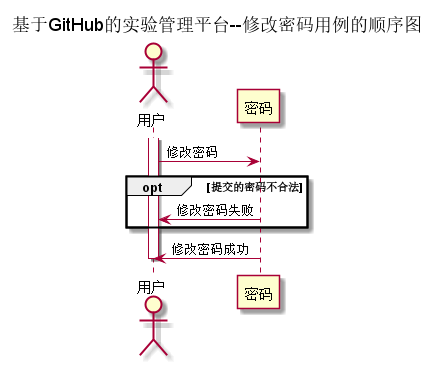 基于GitHub的实验管理平台--修改密码用例的顺序图
用户
密码
修改密码
opt [提交的密码不合法]
修改密码失败
修改密码成功
用户
密码